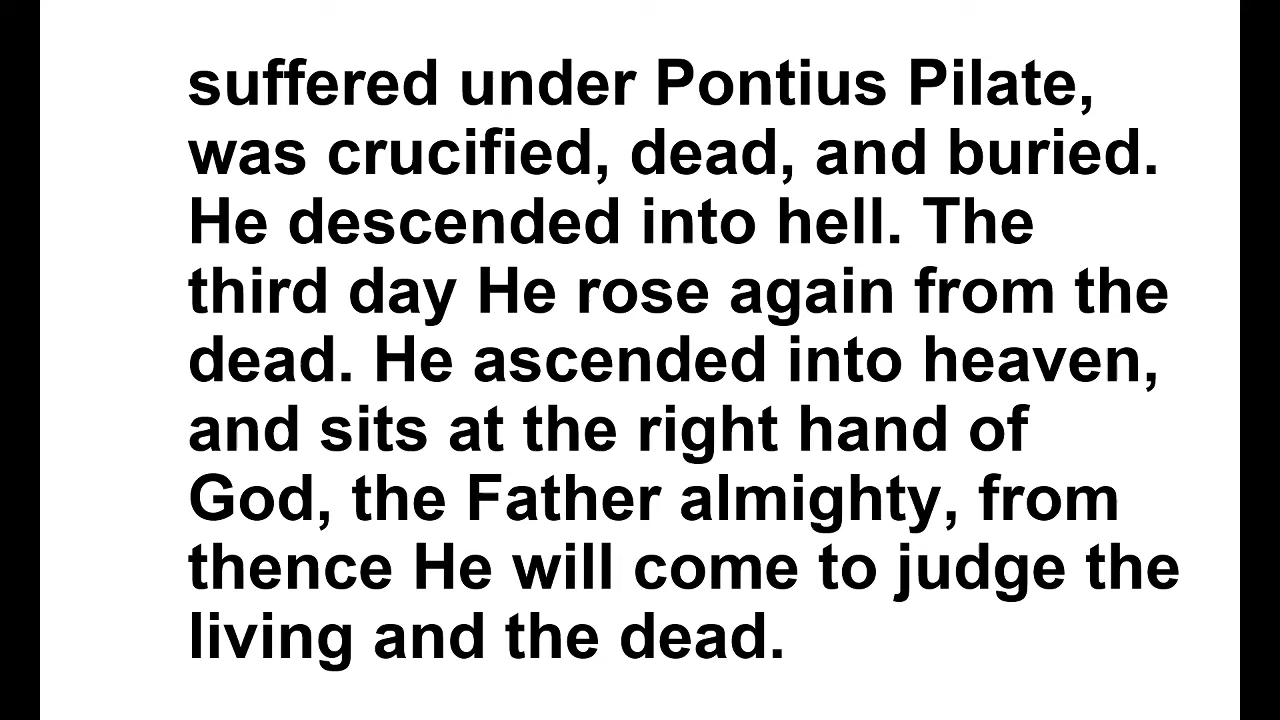 suffered under Pontius Pilate,
was crucified, dead, and buried.
He descended into hell. The
third day He rose again from the
dead. He ascended into heaven,
and sits at the right hand of
God, the Father almighty, from
thence He will come to judge the
living and the dead.